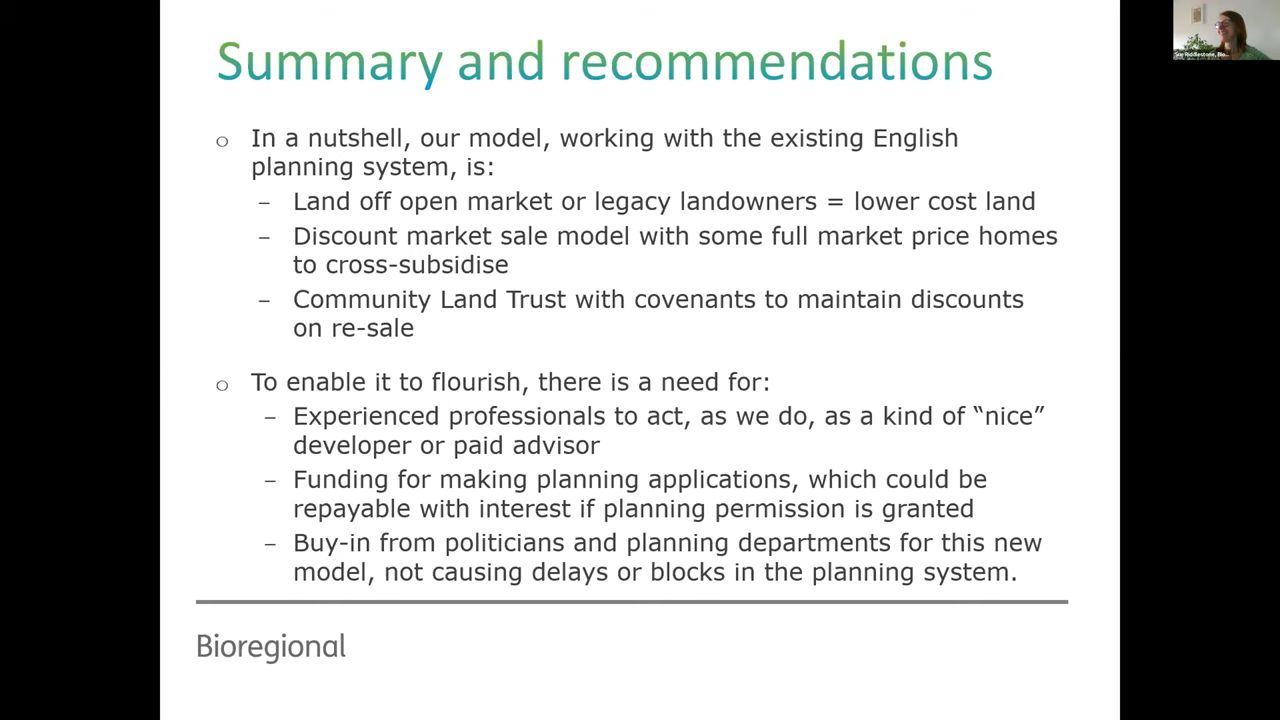 Summary and recommendations
Sue Riddlestone, Bio...
o In a nutshell, our model, working with the existing English
planning system, is:
– Land off open market or legacy landowners = lower cost land
– Discount market sale model with some full market price homes
to cross-subsidise
– Community Land Trust with covenants to maintain discounts
on re-sale
o To enable it to flourish, there is a need for:
– Experienced professionals to act, as we do, as a kind of “nice”
developer or paid advisor
– Funding for making planning applications, which could be
repayable with interest if planning permission is granted
– Buy-in from politicians and planning departments for this new
model, not causing delays or blocks in the planning system.
Bioregional